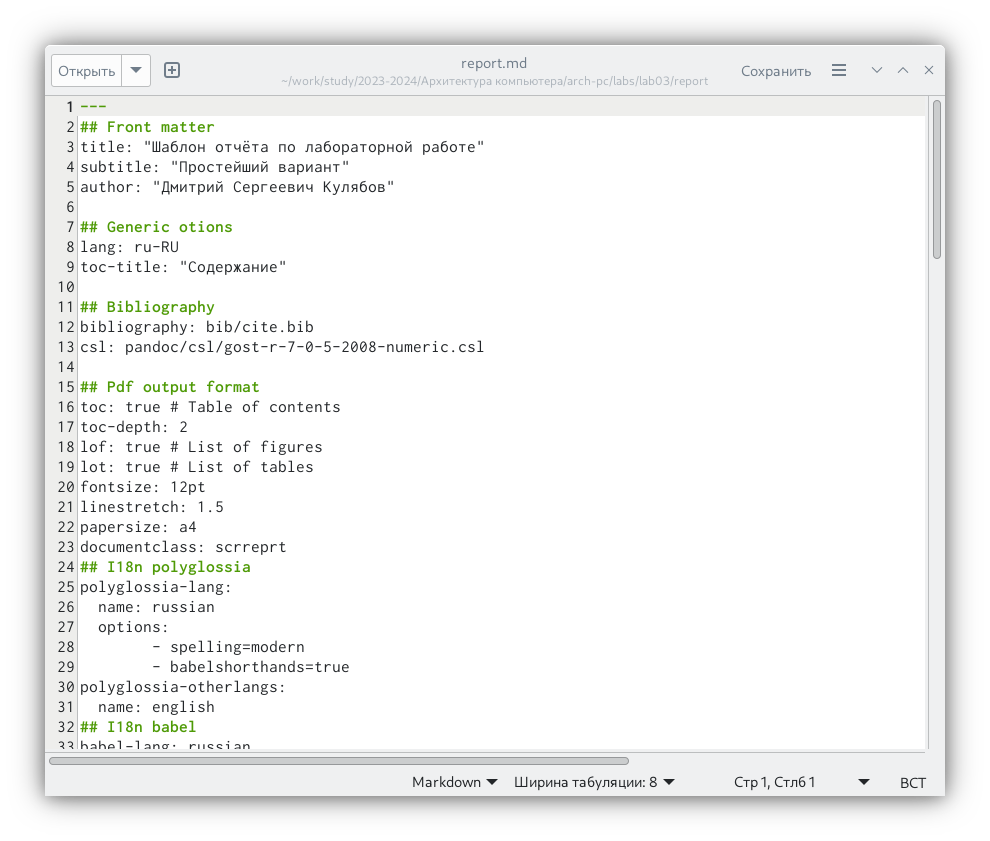 Открыть
report.md
~/work/study/2023-2024/Архитектура компьютера/arch-pc/labs/lab03/report
Сохранить
1 ---
2 ## Front matter
3 title: "Шаблон отчёта по лабораторной работе"
4 subtitle: "Простейший вариант"
5 author: "Дмитрий Сергеевич Кулябов"
6
7 ## Generic otions
8 lang: ru-RU
9 toc-title: "Содержание"
10
11 ## Bibliography
12 bibliography: bib/cite.bib
13 csl: pandoc/csl/gost-r-7-0-5-2008-numeric.csl
14
15 ## Pdf output format
16 toc: true # Table of contents
17 toc-depth: 2
18 lof: true # List of figures
19 lot: true # List of tables
20 fontsize: 12pt
21 linestretch: 1.5
22 papersize: a4
23 documentclass: scrreprt
24 ## I18n polyglossia
25 polyglossia-lang:
26   name: russian
27   options:
28         - spelling=modern
29         - babelshorthands=true
30 polyglossia-otherlangs:
31   name: english
32 ## I18n babel
33 babel-lang: russian
Markdown Ширина табуляции: 8 Стр 1, Стлб 1 ВСТ